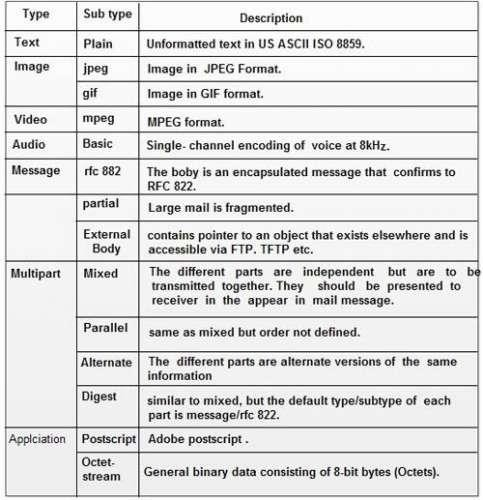 Type Sub type Description
Text Plain Unformatted text in US ASCII ISO 8859.
Image jpeg Image in JPEG Format.
gif Image in GIF format.
Video mpeg MPEG format.
Audio Basic Single- channel encoding of voice at 8kHz.
Message rfc 882 The boby is an encapsulated message that confirms to
RFC 822.
partial Large mail is fragmented.
External contains pointer to an object that exists elsewhere and is
Body accessible via FTP. TFTP etc.
Multipart Mixed The different parts are independent but are to be
transmitted together. They should be presented to
receiver in the appear in mail message.
Parallel same as mixed but order not defined.
Alternate The different parts are alternate versions of the same
information
Digest similar to mixed, but the default type/subtype of each
part is message/rfc 822.
Applciation Postscript Adobe postscript .
Octet-
stream General binary data consisting of 8-bit bytes (Octets).